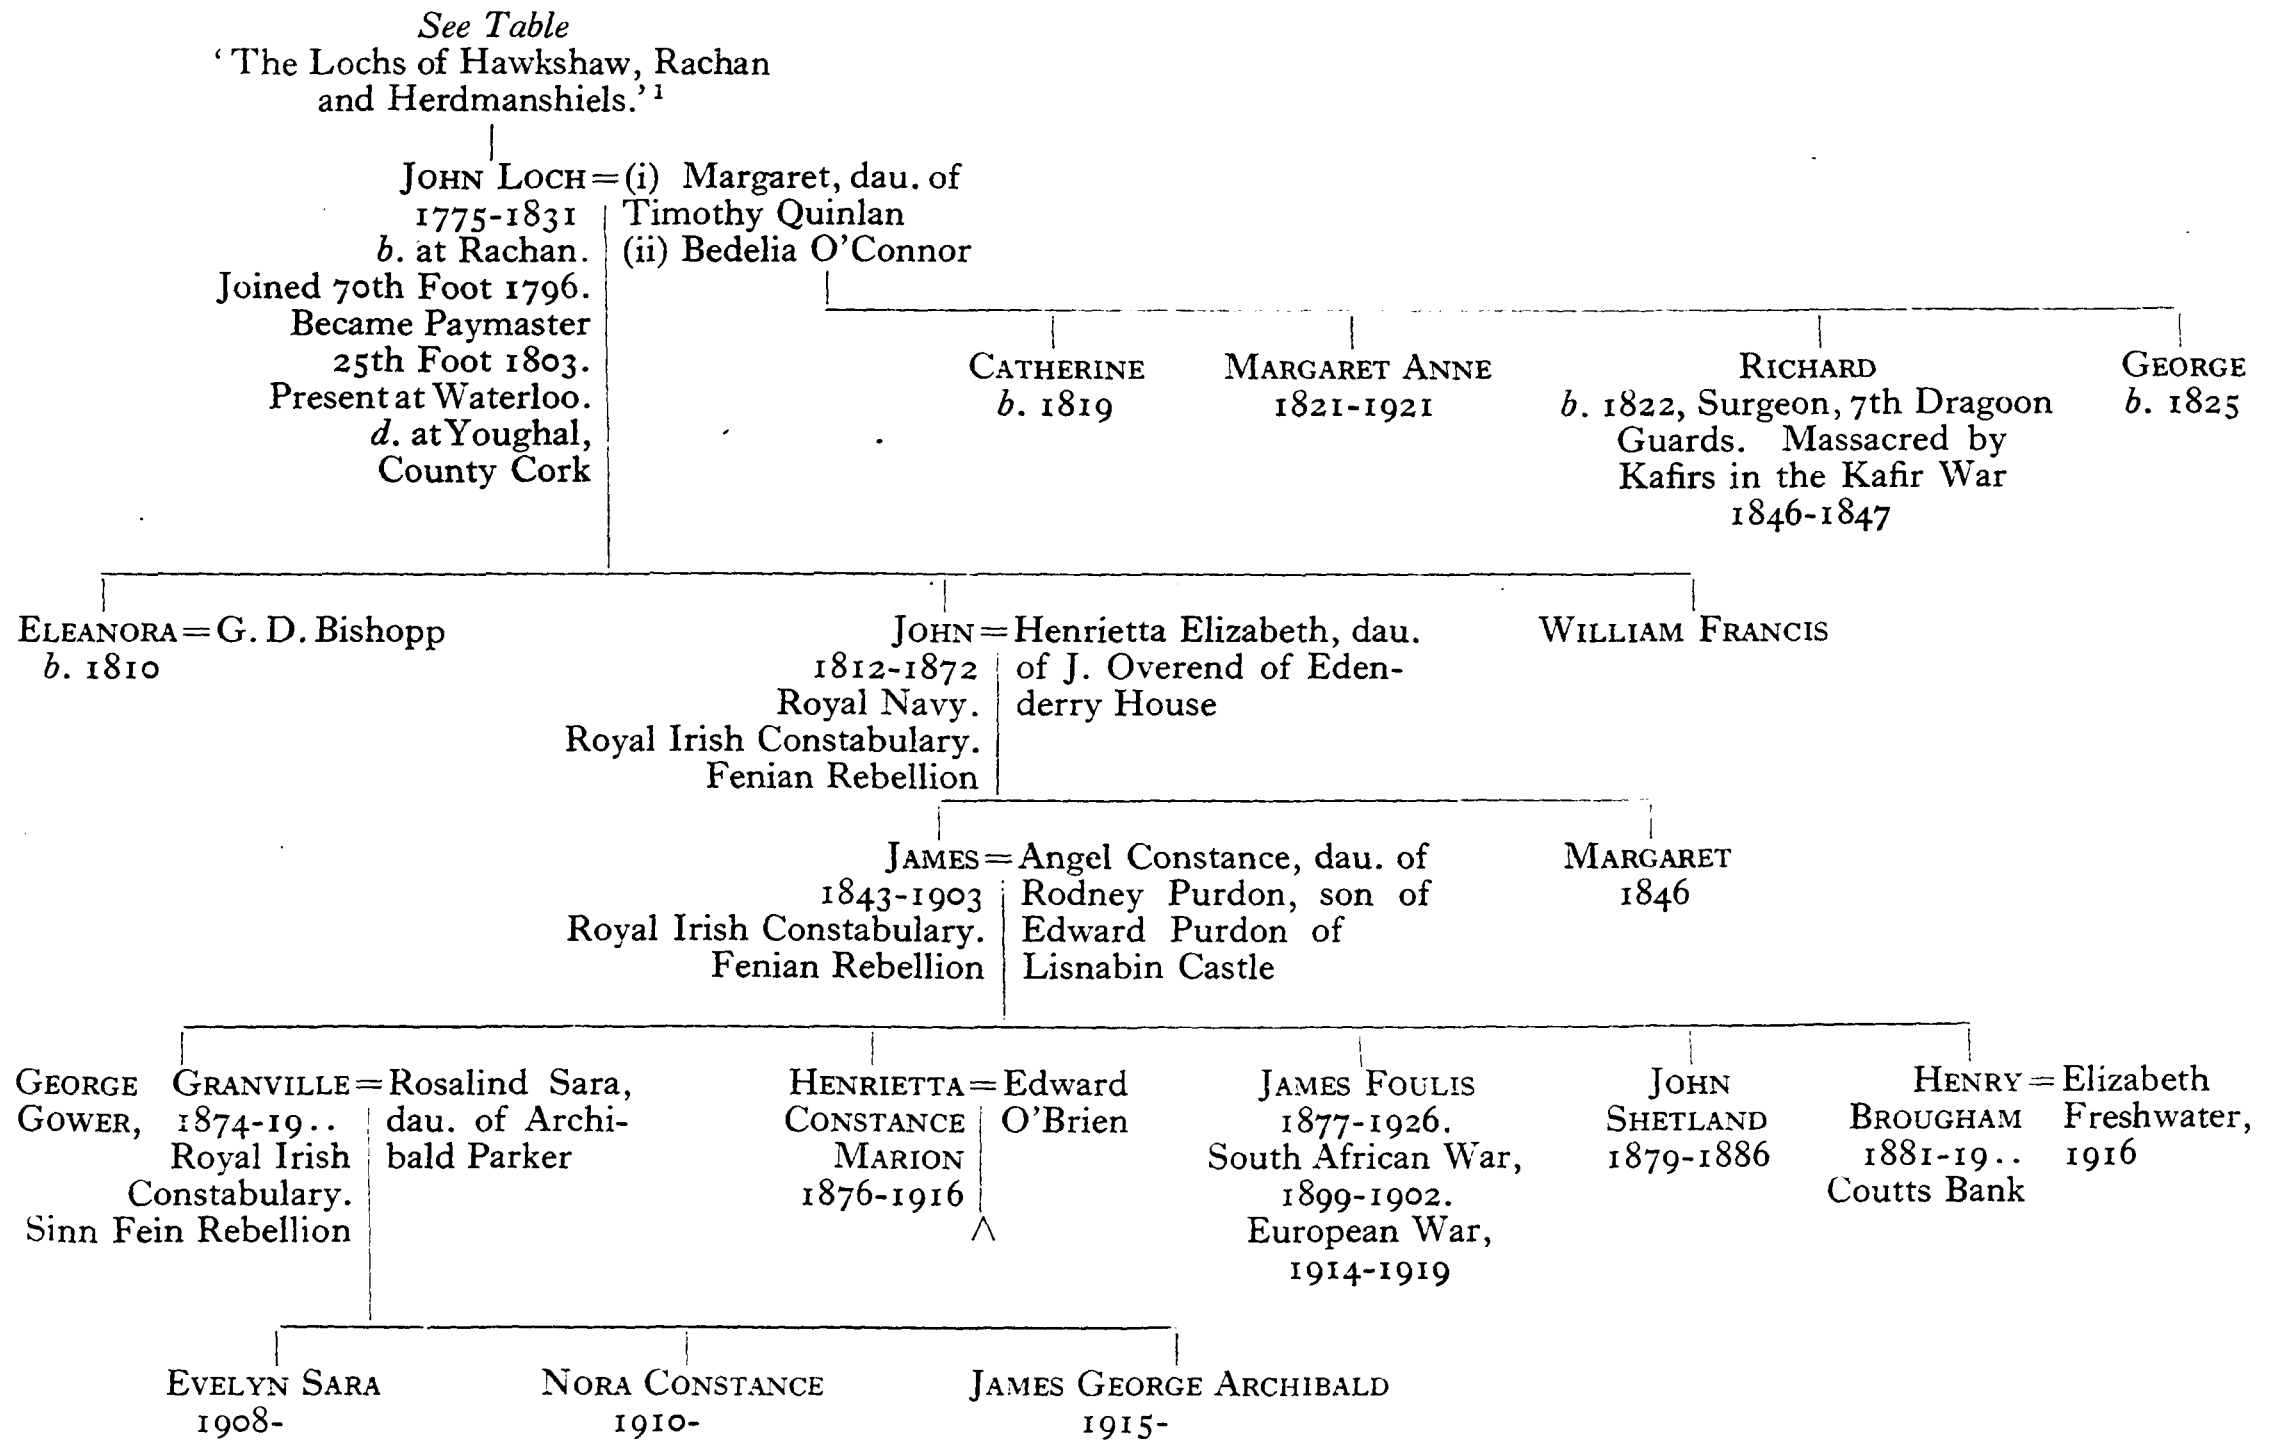 See Table
‘ The Lochs of Hawkshaw, Rachan
and Herdmanshiels.’ 1
JOHN LOCH = (i) Margaret, dau. of
1775-1831 Timothy Quinlan
b. at Rachan. (ii) Bedelia O’Connor
Joined 70th Foot 1796.
Became Paymaster
25th Foot 1803.
Present at Waterloo.
d. at Youghal,
County Cork
CATHERINE
b. 1819
MARGARET ANNE
1821-1921
RICHARD
b. 1822, Surgeon, 7th Dragoon
Guards. Massacred by
Kafirs in the Kafir War
1846-1847
GEORGE
b. 1825
ELEANORA = G. D. Bishopp
b. 1810
JOHN = Henrietta Elizabeth, dau.
1812-1872 of J. Overend of Eden-
Royal Navy. derry House
Royal Irish Constabulary.
Fenian Rebellion
WILLIAM FRANCIS
JAMES = Angel Constance, dau. of
1843-1903 Rodney Purdon, son of
Royal Irish Constabulary. Edward Purdon of
Fenian Rebellion Lisnabin Castle
MARGARET
1846
GEORGE GRANVILLE = Rosalind Sara,
GOWER, 1874-19.. dau. of Archi-
Royal Irish bald Parker
Constabulary.
Sinn Fein Rebellion
HENRIETTA = Edward
CONSTANCE O’Brien
MARION
1876-1916
JAMES FOULIS
1877-1926.
South African War,
1899-1902.
European War,
1914-1919
JOHN
SHETLAND
1879-1886
HENRY = Elizabeth
BROUGHAM Freshwater,
1881-19.. 1916
Coutts Bank
EVELYN SARA
1908-
NORA CONSTANCE
1910-
JAMES GEORGE ARCHIBALD
1915-